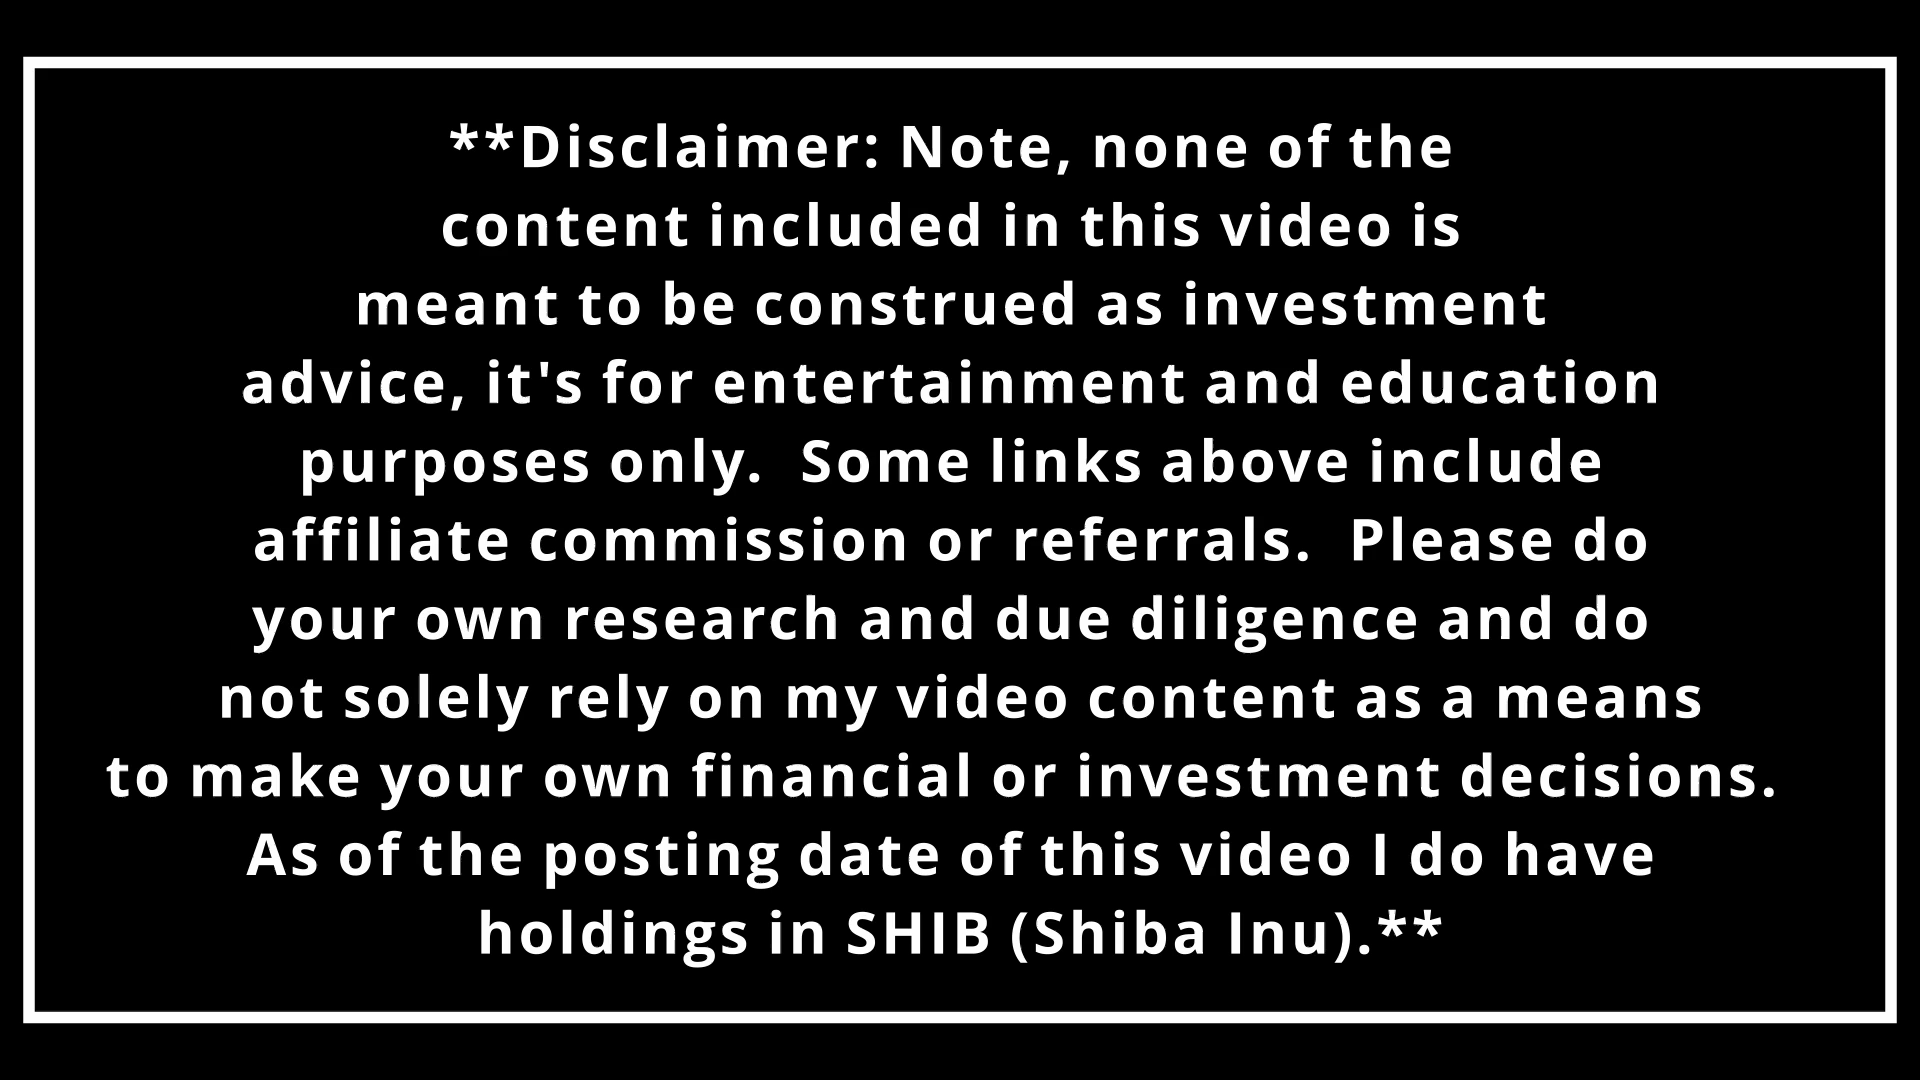 **Disclaimer: Note, none of the
content included in this video is
meant to be construed as investment
advice, it's for entertainment and education
purposes only.  Some links above include
affiliate commission or referrals.  Please do
your own research and due diligence and do
not solely rely on my video content as a means
to make your own financial or investment decisions.
As of the posting date of this video I do have
holdings in SHIB (Shiba Inu).**